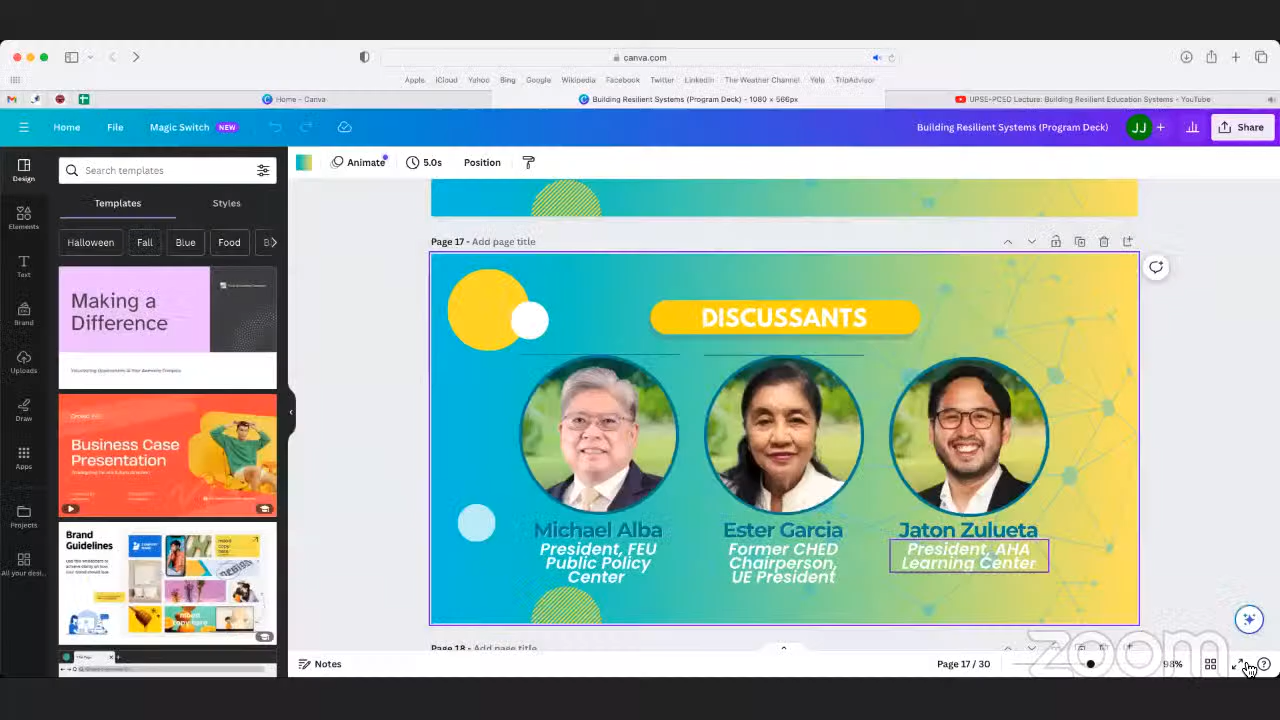 canva.com
Apple iCloud Yahoo Bing Google Wikipedia Facebook Twitter LinkedIn The Weather Channel Yelp TripAdvisor
Home – Canva
Building Resilient Systems (Program Deck) - 1080 × 566px
UPSE-PCED Lecture: Building Resilient Education Systems - YouTube
Home File Magic Switch NEW
Building Resilient Systems (Program Deck)
JJ
Share
Design
Elements
Text
Brand
Uploads
Draw
Apps
Projects
All your desi...
Search templates
Templates Styles
Halloween Fall Blue Food B
Making a
Difference
Business Case
Presentation
Brand
Guidelines
Animate 5.0s Position
Page 17 - Add page title
DISCUSSANTS
Michael Alba
President, FEU
Public Policy
Center
Ester Garcia
Former CHED
Chairperson,
UE President
Jaton Zulueta
President, AHA
Learning Center
Page 18 - Add page title
zoom
Notes
Page 17 / 30
98%